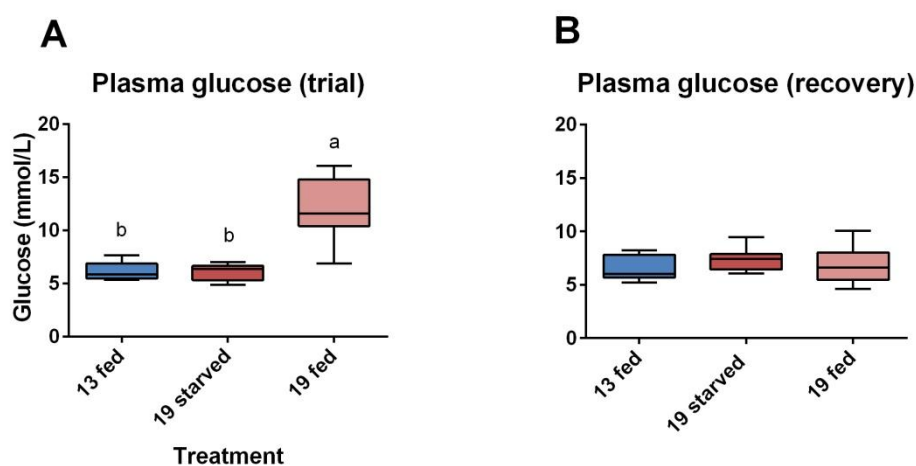 A
Plasma glucose (trial)
Glucose (mmol/L)
20
15
10
5
0
b
b
a
13 fed
19 starved
19 fed
Treatment
B
Plasma glucose (recovery)
20
15
10
5
0
13 fed
19 starved
19 fed